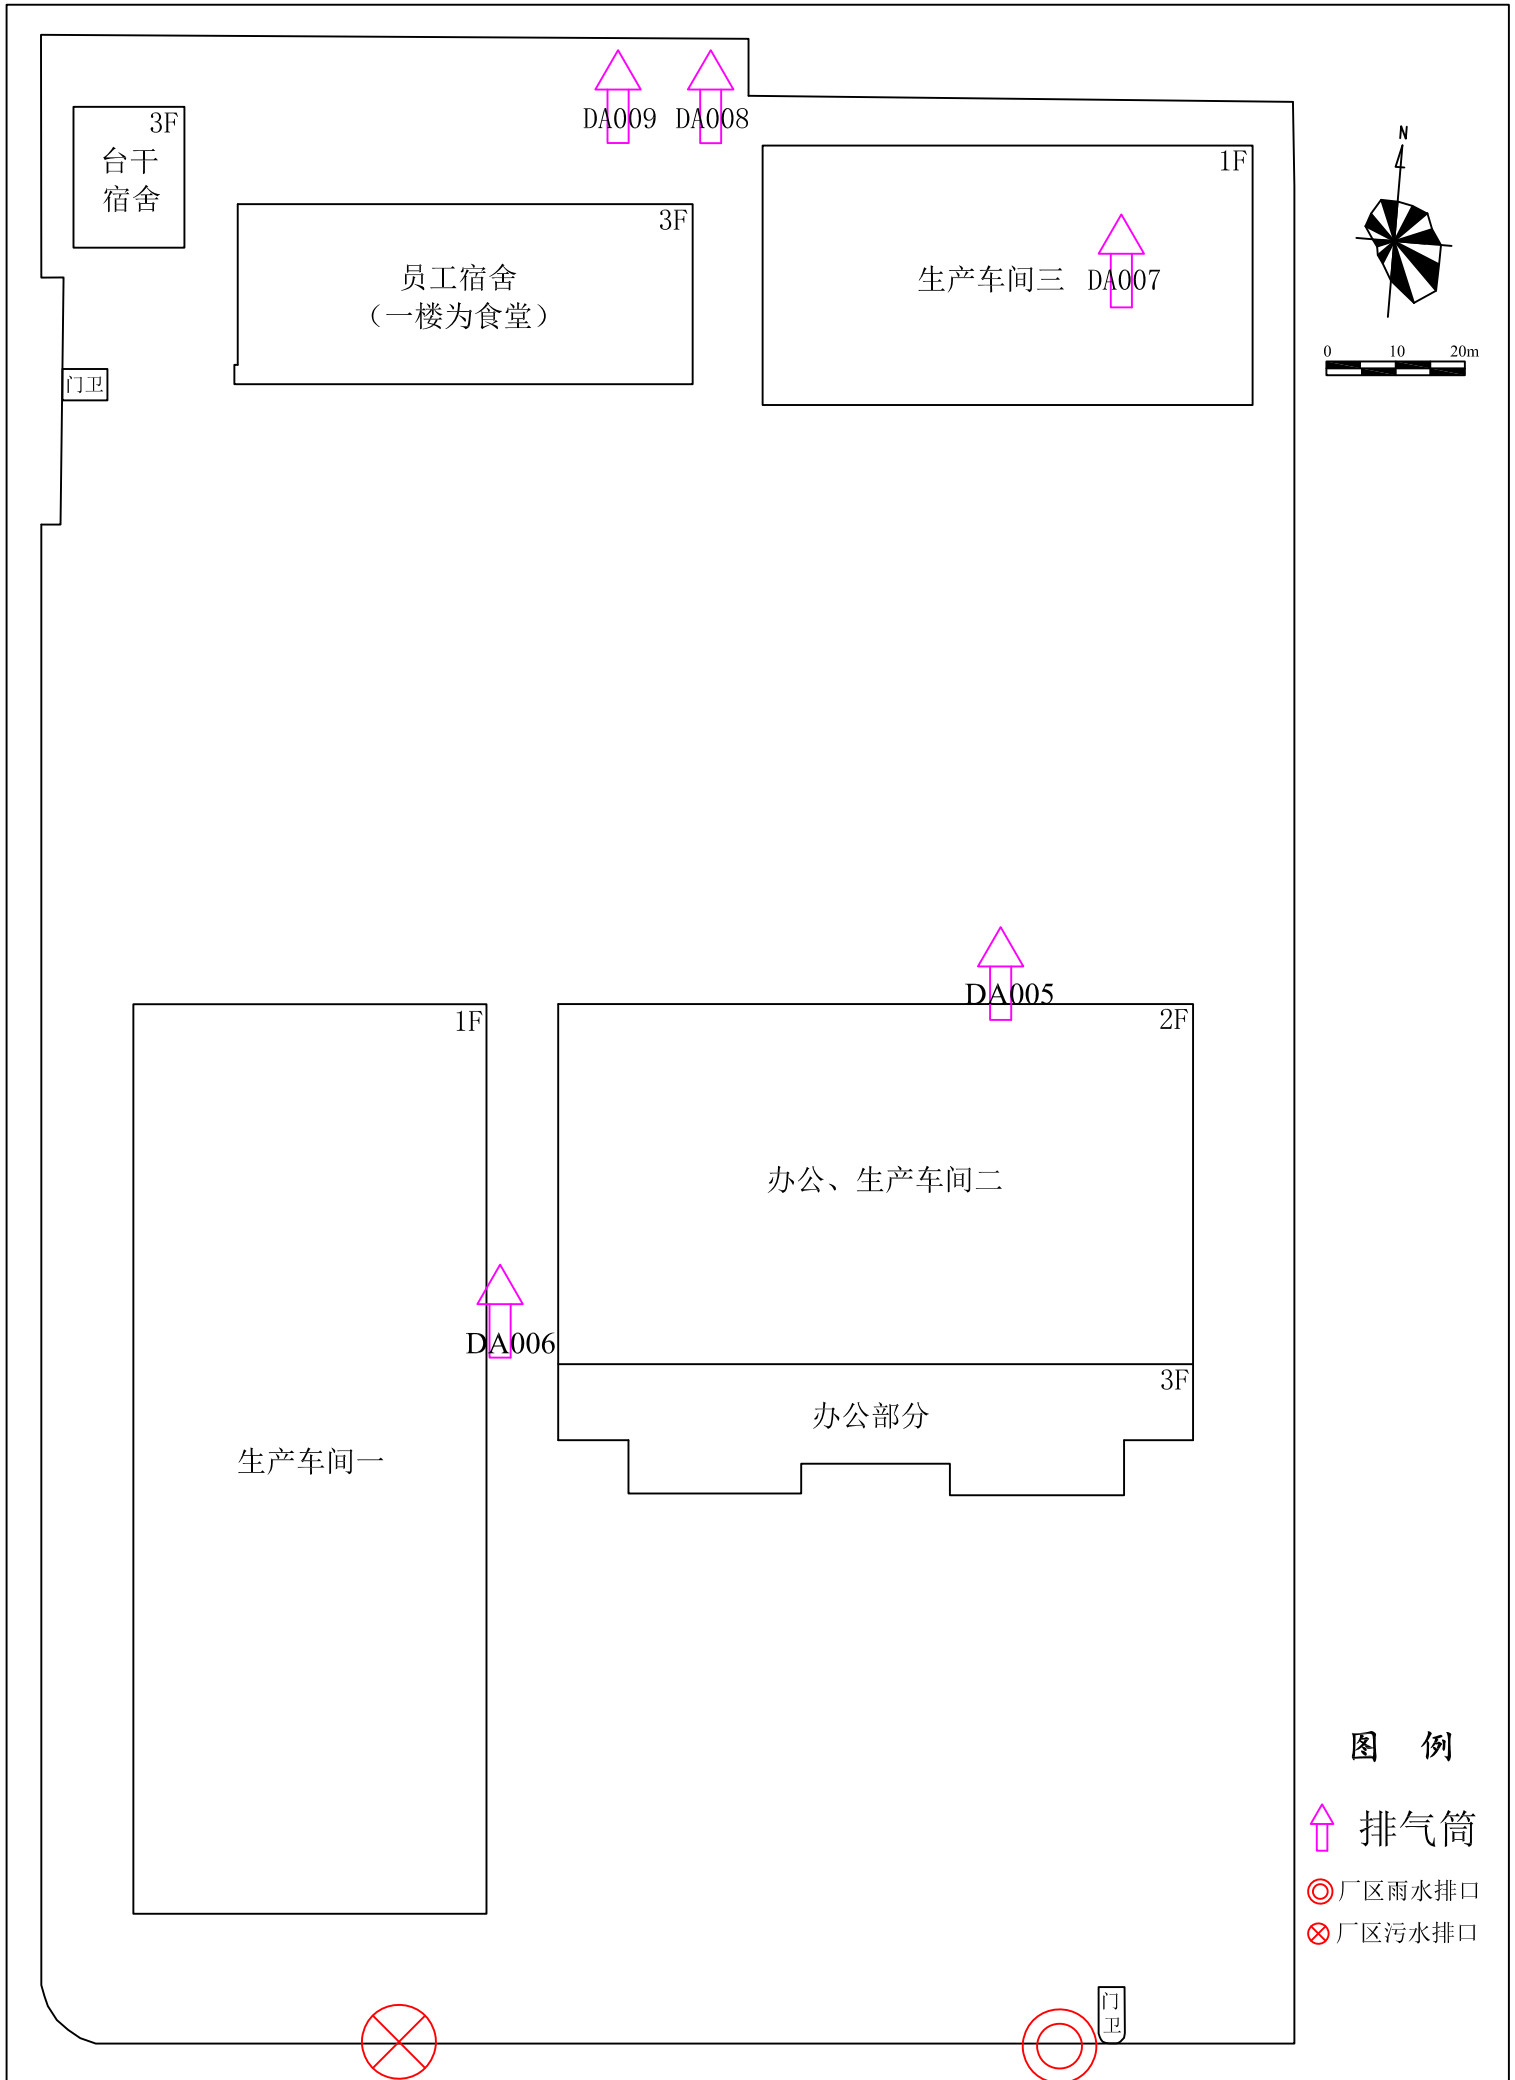 DA009
DA008
3F
台干
宿舍
3F
员工宿舍
（一楼为食堂）
1F
生产车间三
DA007
N
0 10 20m
门卫
DA005
1F
2F
办公、生产车间二
DA006
3F
办公部分
生产车间一
图 例
排气筒
厂区雨水排口
厂区污水排口
门
卫